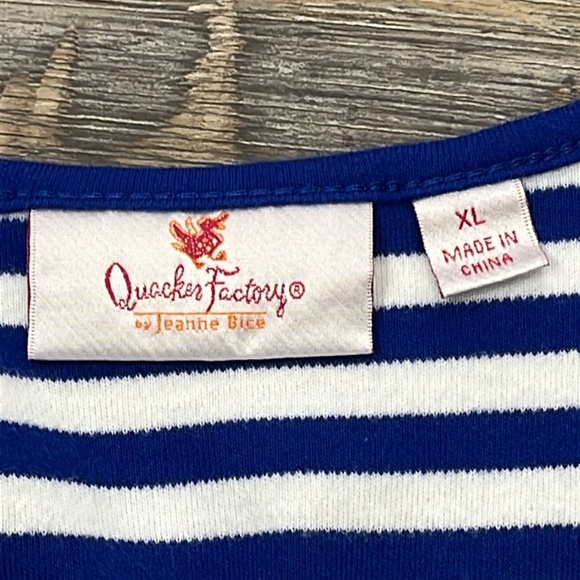 Quacker Factory®
by Jeanne Bice
XL
MADE IN
CHINA